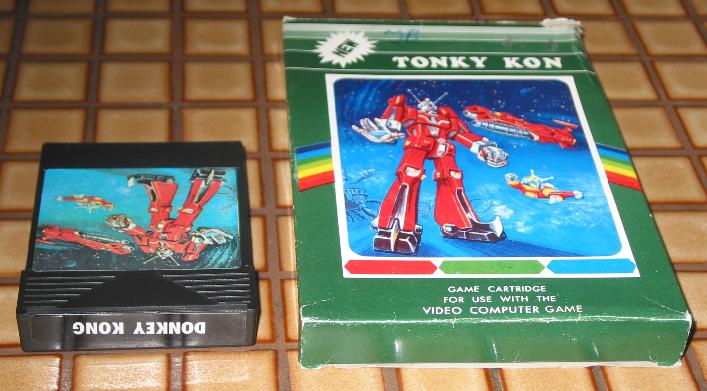 NEW
TONKY KON
GAME CARTRIDGE
FOR USE WITH THE
VIDEO COMPUTER GAME
DONKEY KONG